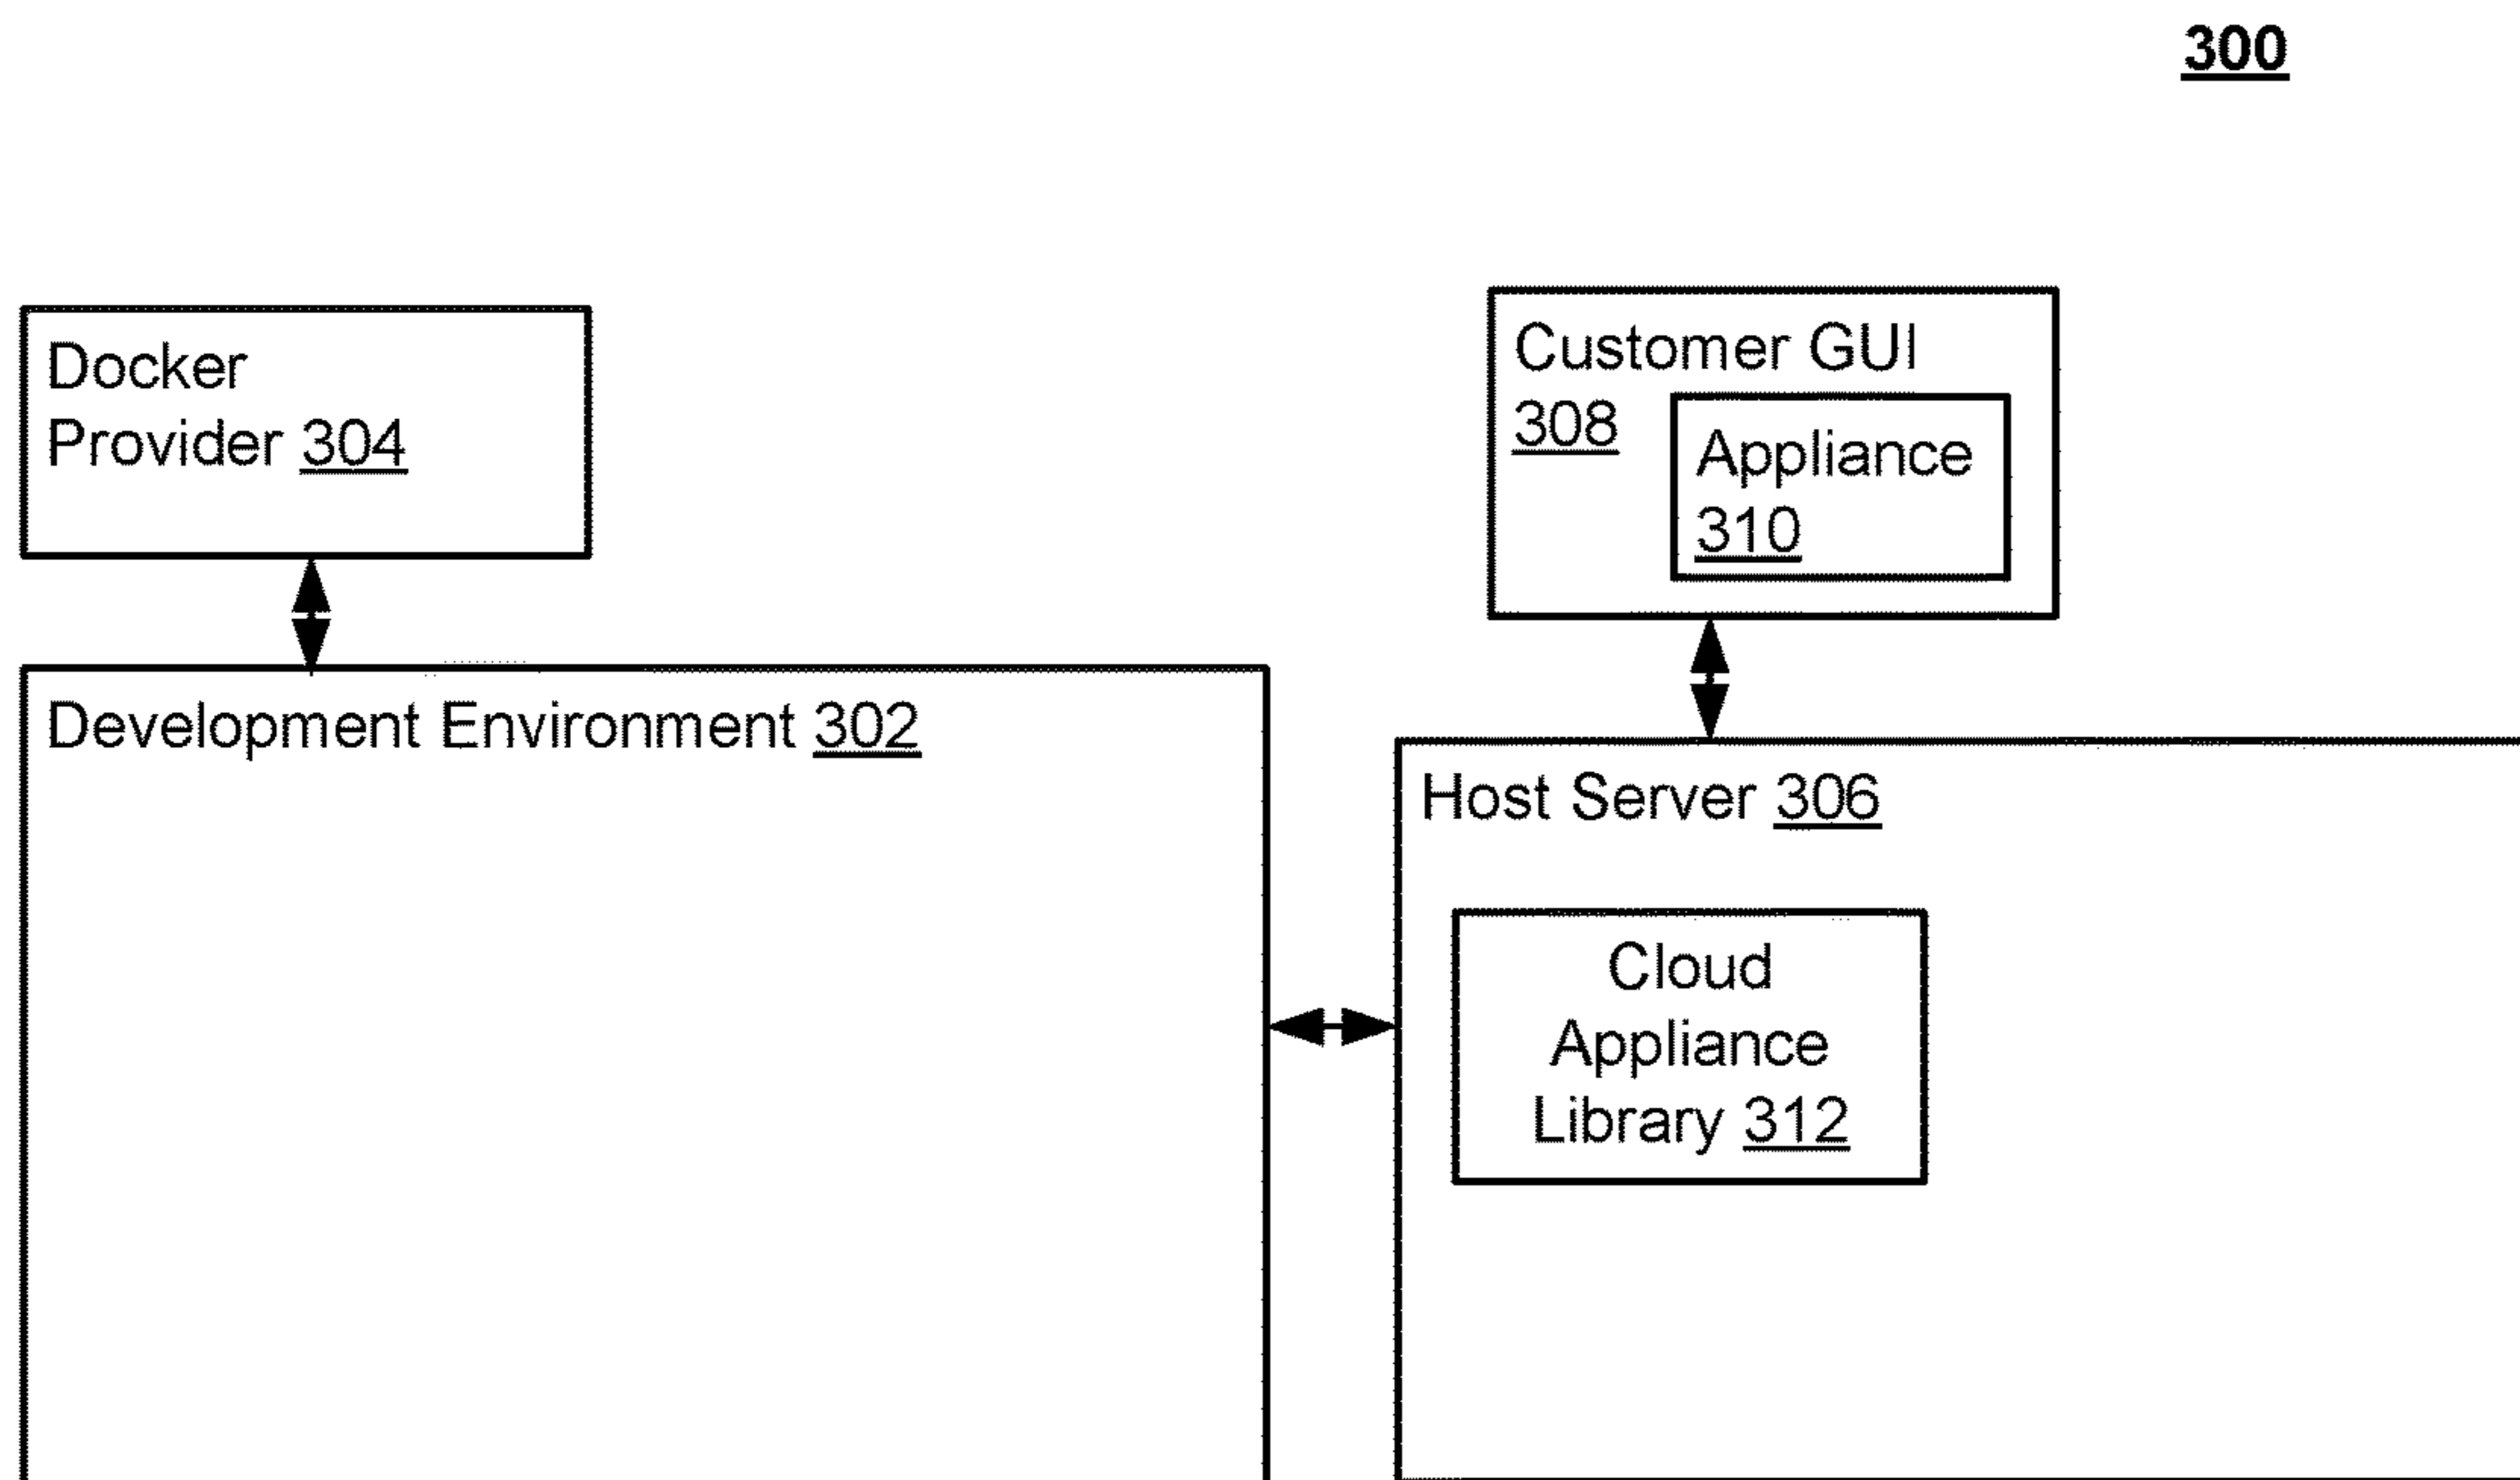 300
Docker
Provider 304
Customer GUI
308
Appliance
310
Development Environment 302
Host Server 306
Cloud
Appliance
Library 312